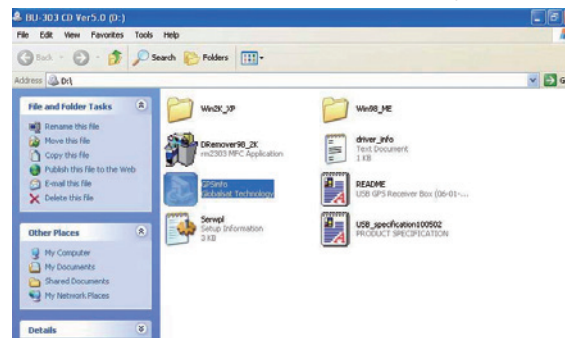 BU-303 CD Ver5.0 (D:)
File Edit View Favorites Tools Help
Back Search Folders
Address D:\
File and Folder Tasks
Rename this file
Move this file
Copy this file
Publish this file to the Web
E-mail this file
Delete this file
Other Places
My Computer
My Documents
Shared Documents
My Network Places
Details
Win2K_XP
Win98_ME
DRemover98_2K
rm2303 MFC Application
driver_info
Text Document
1 KB
GPSinfo
Globalsat Technology
README
USB GPS Receiver Box (06-01-...
Serwpl
Setup Information
3 KB
USB_specification100502
PRODUCT SPECIFICATION